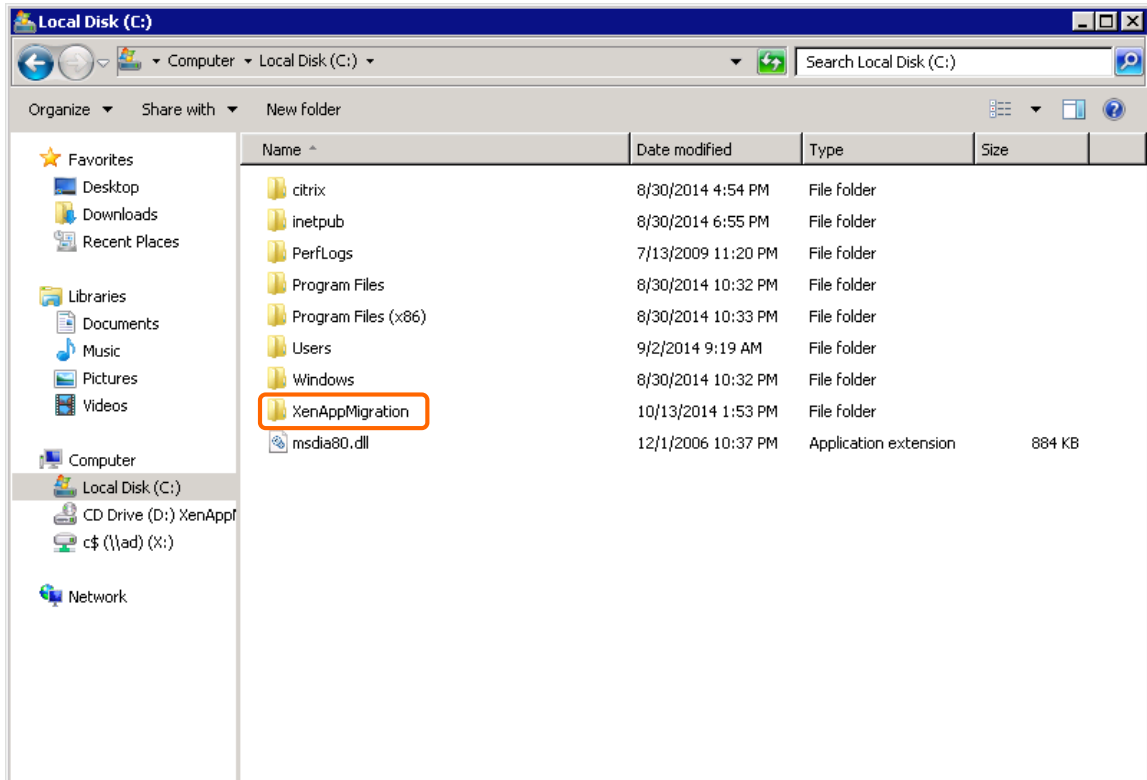 Local Disk (C:)
Computer Local Disk (C:) Search Local Disk (C:)
Organize Share with New folder
Name Date modified Type Size
Favorites
Desktop
Downloads
Recent Places
Libraries
Documents
Music
Pictures
Videos
Computer
Local Disk (C:)
CD Drive (D:) XenApp
c$ (\\ad) (X:)
Network
citrix 8/30/2014 4:54 PM File folder
inetpub 8/30/2014 6:55 PM File folder
PerfLogs 7/13/2009 11:20 PM File folder
Program Files 8/30/2014 10:32 PM File folder
Program Files (x86) 8/30/2014 10:33 PM File folder
Users 9/2/2014 9:19 AM File folder
Windows 8/30/2014 10:32 PM File folder
XenAppMigration 10/13/2014 1:53 PM File folder
msdia80.dll 12/1/2006 10:37 PM Application extension 884 KB